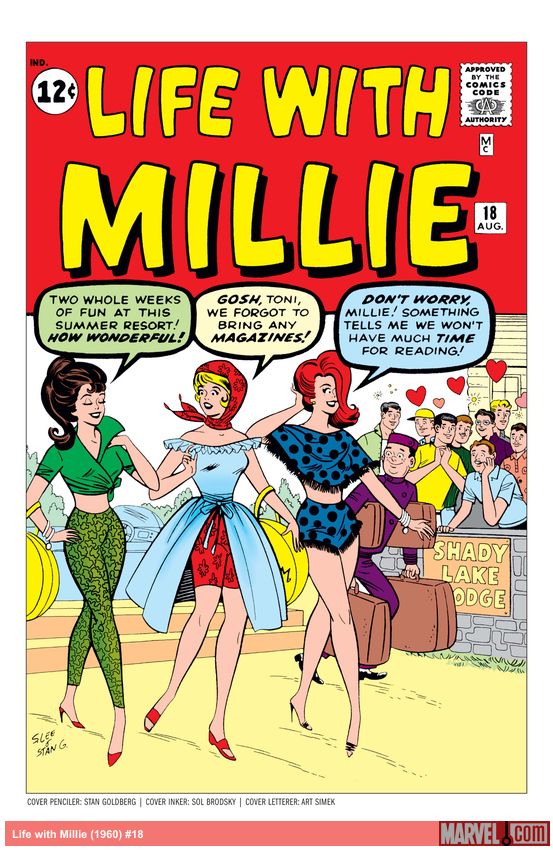 IND.
12¢
LIFE WITH
MILLIE
APPROVED
BY THE
COMICS
CODE
CA
AUTHORITY
M
C
18
AUG.
TWO WHOLE WEEKS
OF FUN AT THIS
SUMMER RESORT!
HOW WONDERFUL!
GOSH, TONI,
WE FORGOT TO
BRING ANY
MAGAZINES!
DON'T WORRY,
MILLIE! SOMETHING
TELLS ME WE WON'T
HAVE MUCH TIME
FOR READING!
SHADY
LAKE
ODGE
M
S. LEE
&
STAN G.
COVER PENCILER: STAN GOLDBERG | COVER INKER: SOL BRODSKY | COVER LETTERER: ART SIMEK
Life with Millie (1960) #18
MARVEL.COM